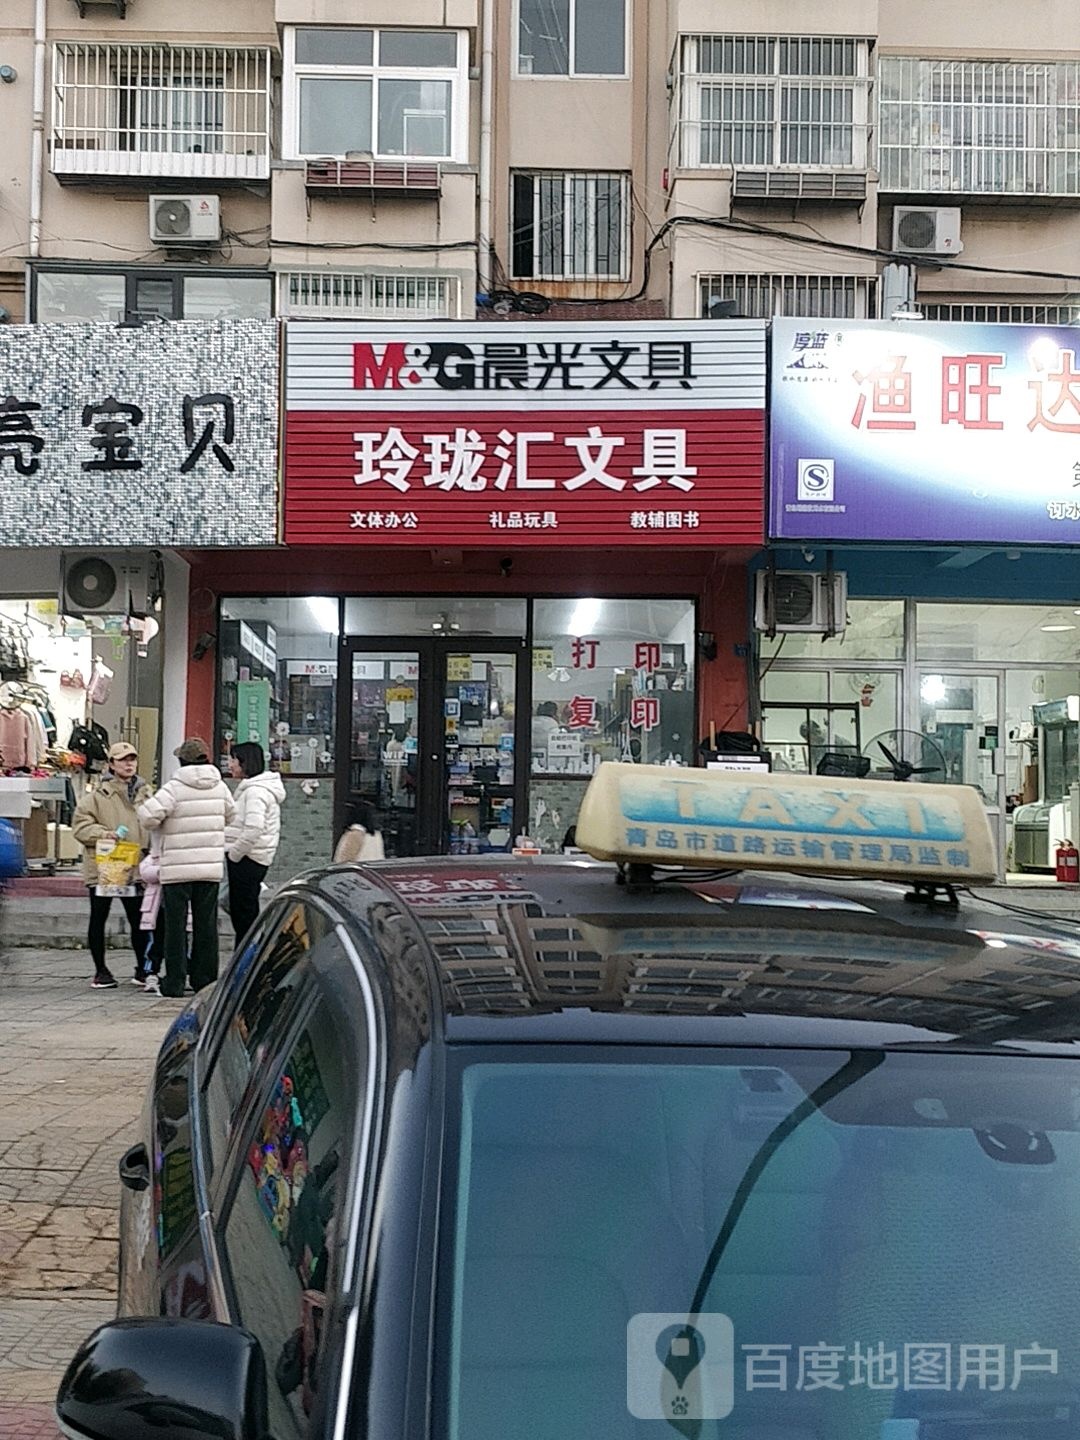 M&G晨光文具
玲珑汇文具
文体办公 礼品玩具 教辅图书
亮宝贝
渔旺达
订水
S
打印
复印
M&G
TAXI
青岛市道路运输管理局监制
百度地图用户